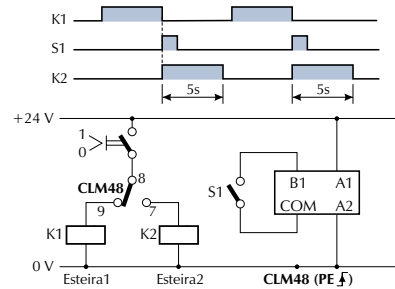 K1
S1
K2
5s 5s
+24 V
1
0
CLM48
8
9 7
K1 K2
S1
B1 A1
COM A2
0 V
Esteira1 Esteira2 CLM48 (PE )